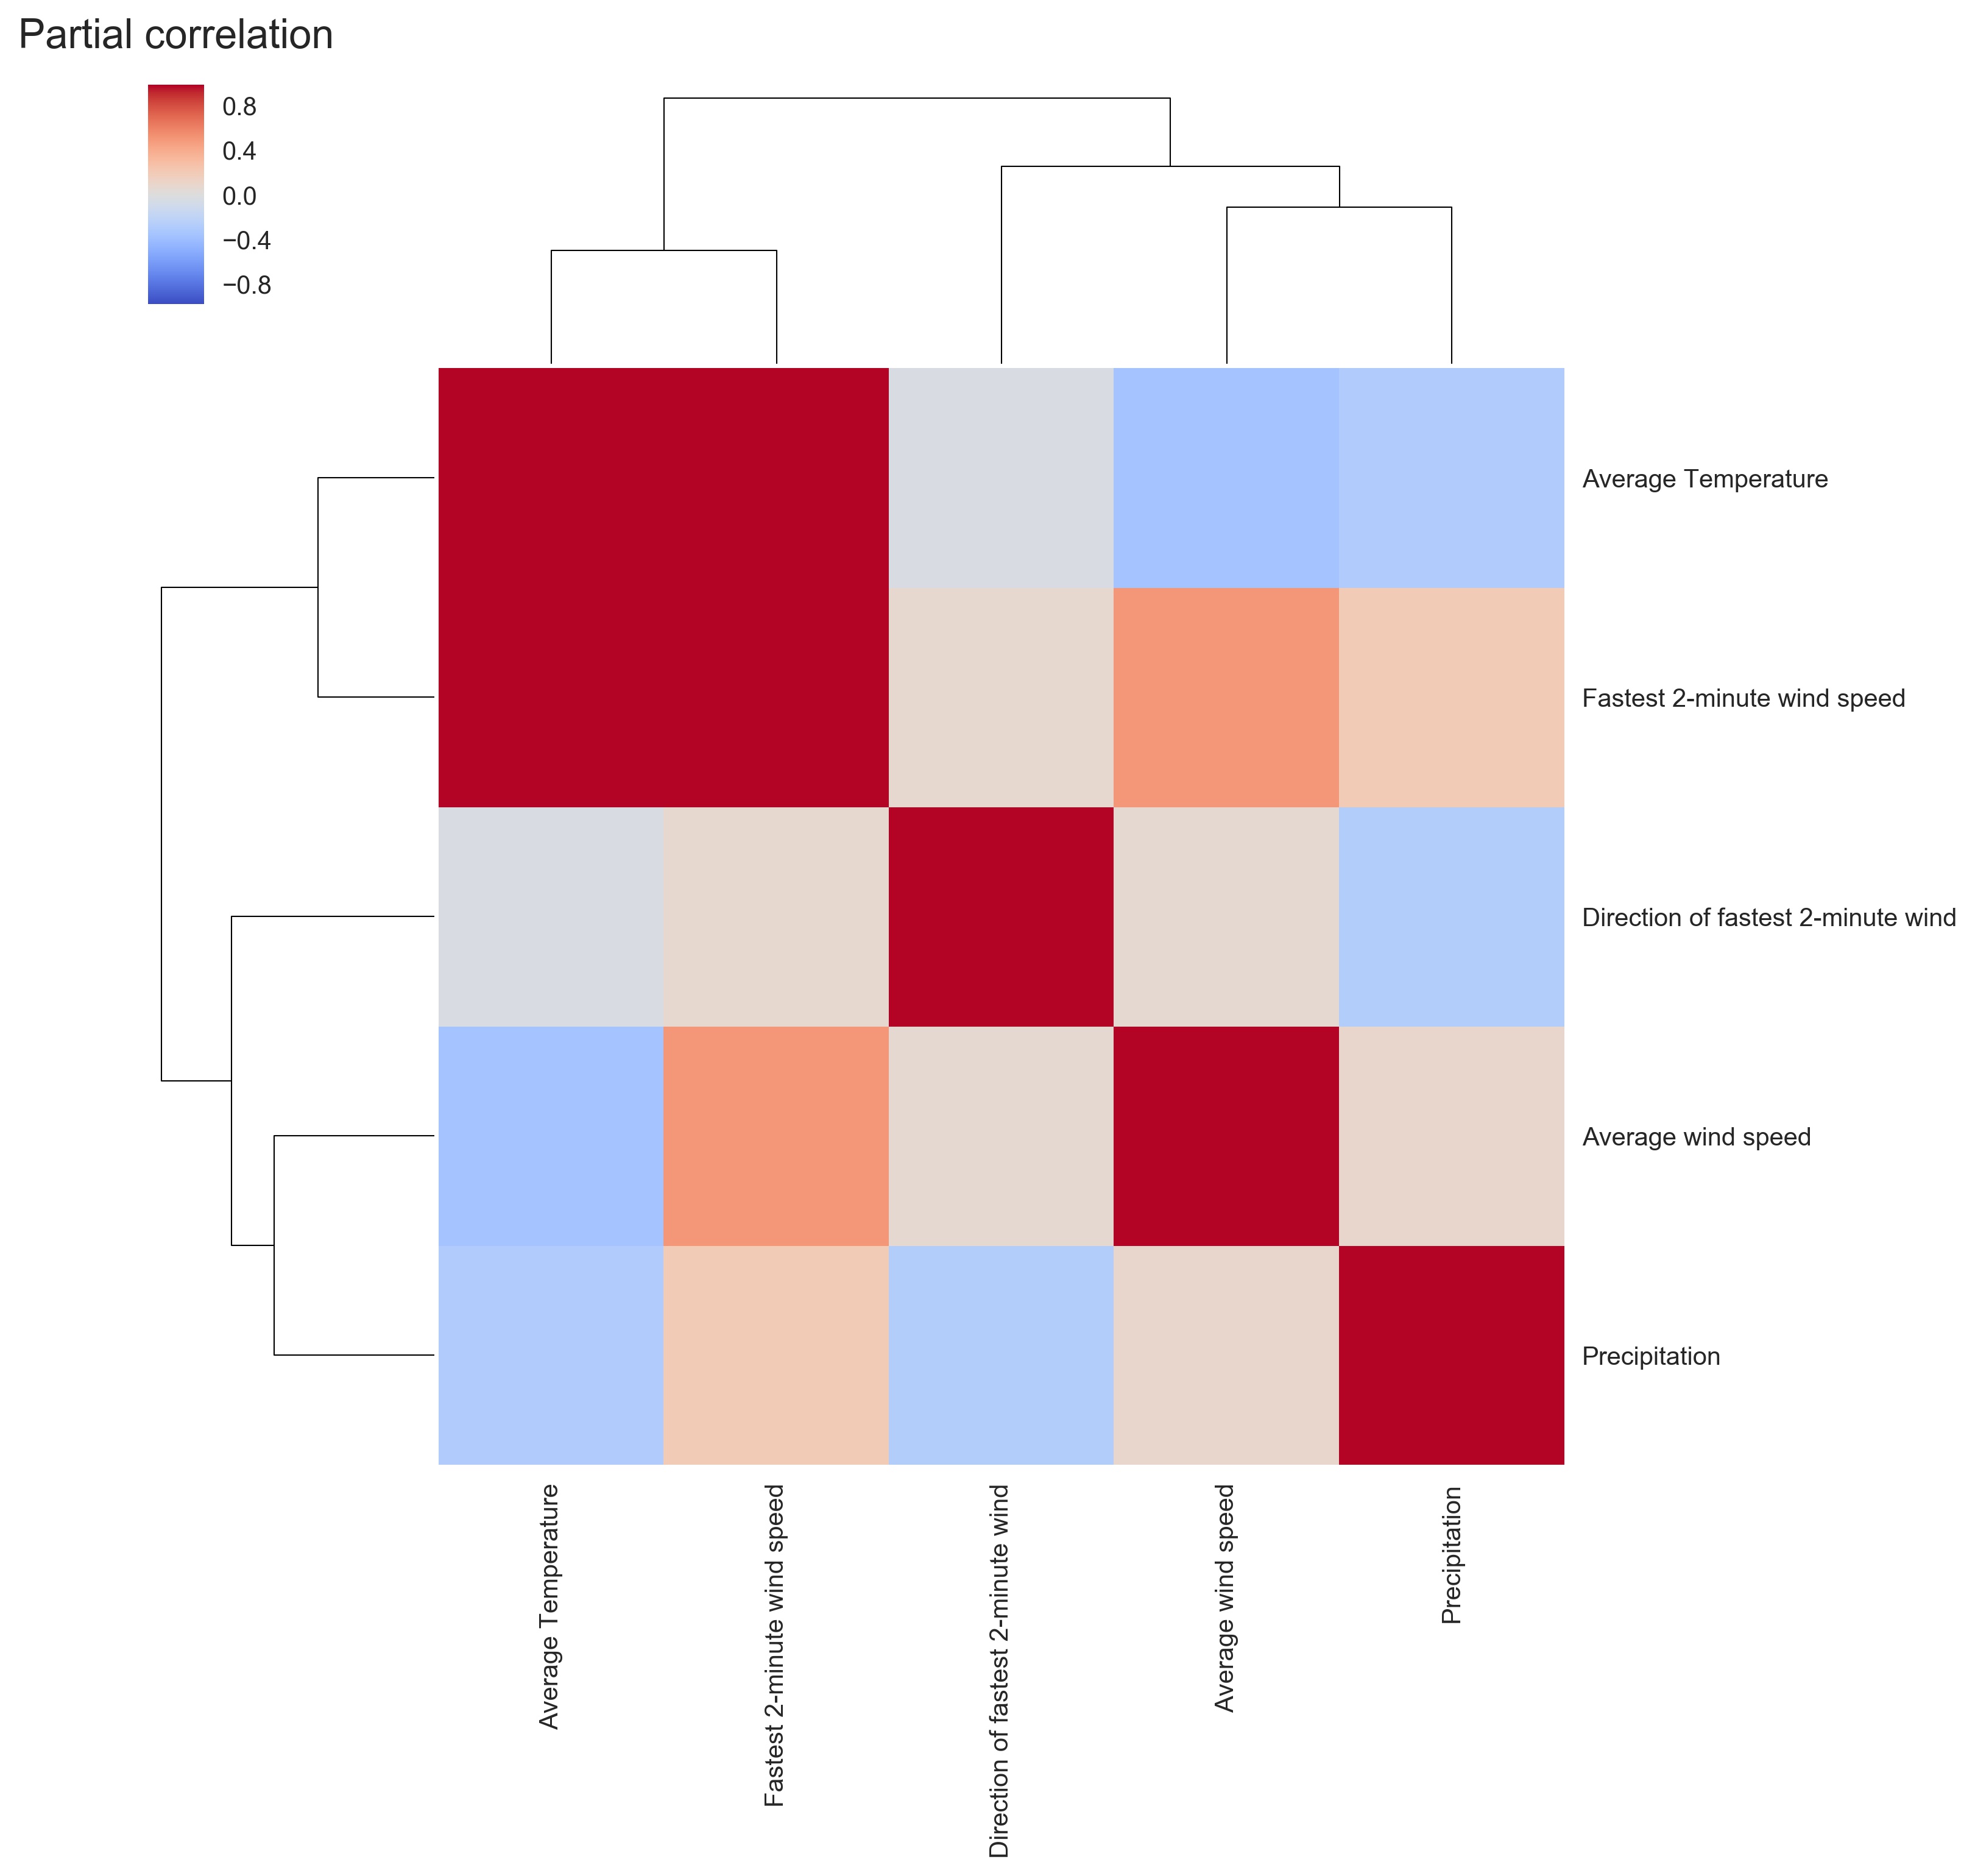 Partial correlation
0.8
0.4
0.0
−0.4
−0.8
Average Temperature
Fastest 2-minute wind speed
Direction of fastest 2-minute wind
Average wind speed
Precipitation
Average Temperature
Fastest 2-minute wind speed
Direction of fastest 2-minute wind
Average wind speed
Precipitation